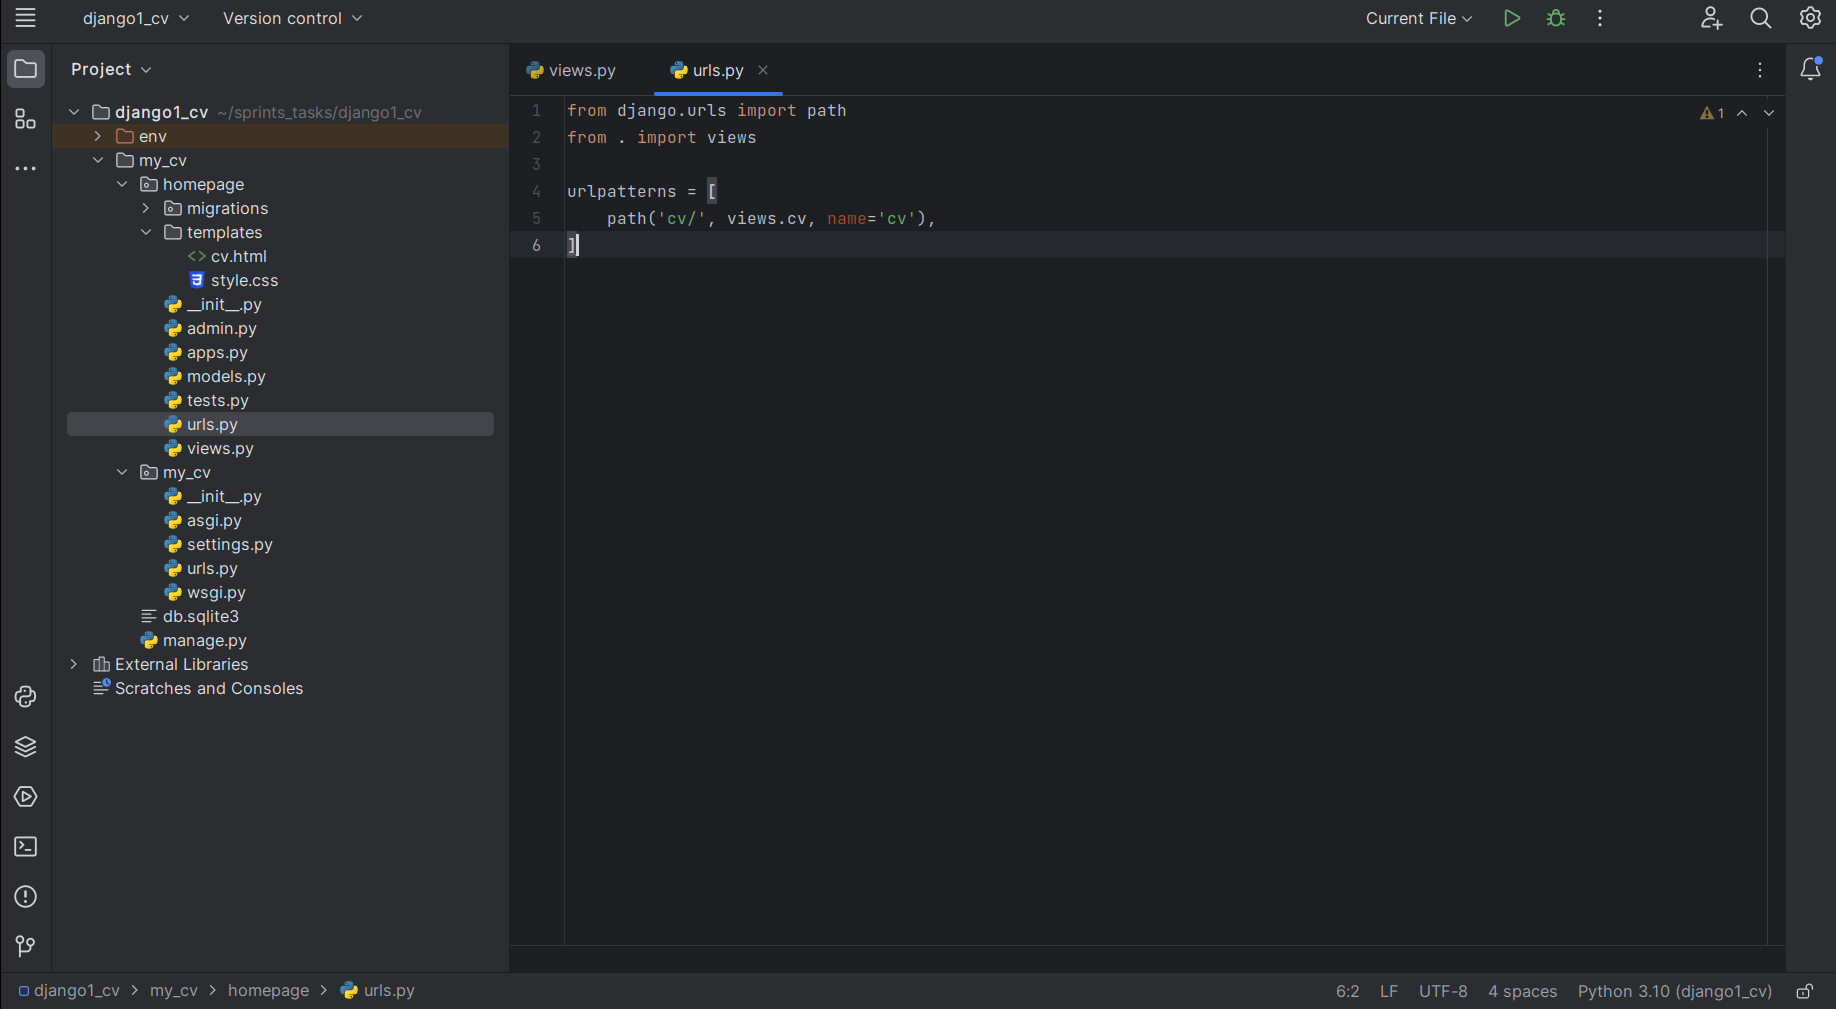 django1_cv Version control Current File
Project
views.py urls.py
django1_cv ~/sprints_tasks/django1_cv
env
my_cv
homepage
migrations
templates
cv.html
style.css
__init__.py
admin.py
apps.py
models.py
tests.py
urls.py
views.py
my_cv
__init__.py
asgi.py
settings.py
urls.py
wsgi.py
db.sqlite3
manage.py
External Libraries
Scratches and Consoles
1 from django.urls import path
2 from . import views
3
4 urlpatterns = [
5 path('cv/', views.cv, name='cv'),
6 ]
1
django1_cv > my_cv > homepage > urls.py
6:2 LF UTF-8 4 spaces Python 3.10 (django1_cv)